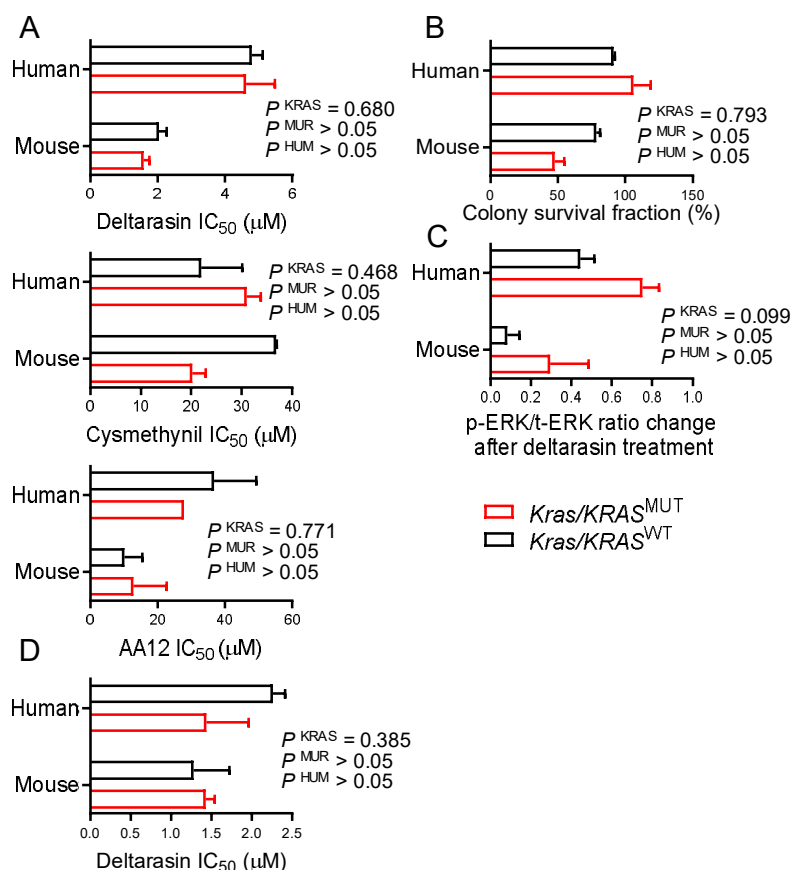 A
Human
Mouse
P KRAS = 0.680
P MUR > 0.05
P HUM > 0.05
0 2 4 6
Deltarasin IC50 (μM)
Human
Mouse
P KRAS = 0.468
P MUR > 0.05
P HUM > 0.05
0 10 20 30 40
Cysmethynil IC50 (μM)
Human
Mouse
P KRAS = 0.771
P MUR > 0.05
P HUM > 0.05
0 20 40 60
AA12 IC50 (μM)
B
Human
Mouse
P KRAS = 0.793
P MUR > 0.05
P HUM > 0.05
0 50 100 150
Colony survival fraction (%)
C
Human
Mouse
P KRAS = 0.099
P MUR > 0.05
P HUM > 0.05
0.0 0.2 0.4 0.6 0.8 1.0
p-ERK/t-ERK ratio change
after deltarasin treatment
Kras/KRASMUT
Kras/KRASWT
D
Human
Mouse
P KRAS = 0.385
P MUR > 0.05
P HUM > 0.05
0.0 0.5 1.0 1.5 2.0 2.5
Deltarasin IC50 (μM)